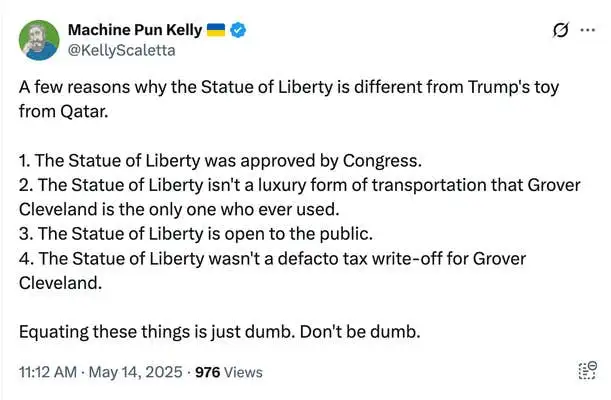 Machine Pun Kelly 🇺🇦
@KellyScaletta
A few reasons why the Statue of Liberty is different from Trump's toy
from Qatar.
1. The Statue of Liberty was approved by Congress.
2. The Statue of Liberty isn't a luxury form of transportation that Grover
Cleveland is the only one who ever used.
3. The Statue of Liberty is open to the public.
4. The Statue of Liberty wasn't a defacto tax write-off for Grover
Cleveland.
Equating these things is just dumb. Don't be dumb.
11:12 AM · May 14, 2025 · 976 Views